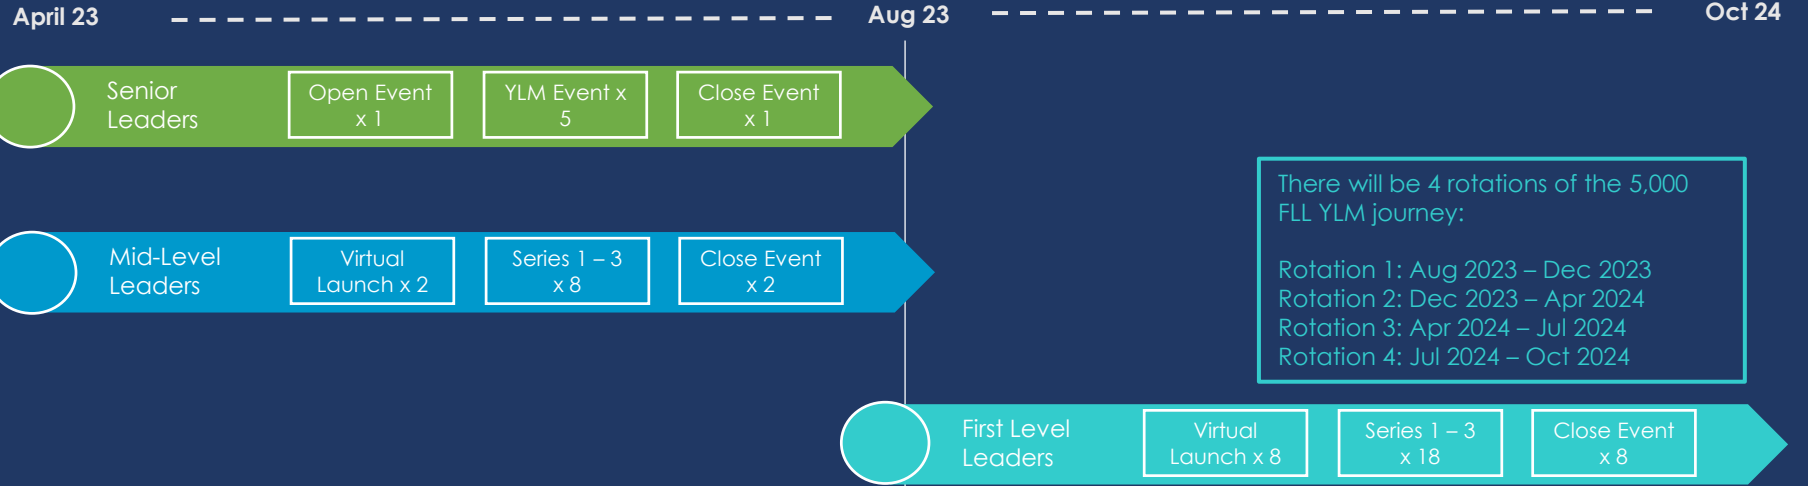 April 23
Aug 23
Oct 24
Senior
Leaders
Open Event
x 1
YLM Event x
5
Close Event
x 1
Mid-Level
Leaders
Virtual
Launch x 2
Series 1 – 3
x 8
Close Event
x 2
There will be 4 rotations of the 5,000
FLL YLM journey:
Rotation 1: Aug 2023 – Dec 2023
Rotation 2: Dec 2023 – Apr 2024
Rotation 3: Apr 2024 – Jul 2024
Rotation 4: Jul 2024 – Oct 2024
First Level
Leaders
Virtual
Launch x 8
Series 1 – 3
x 18
Close Event
x 8